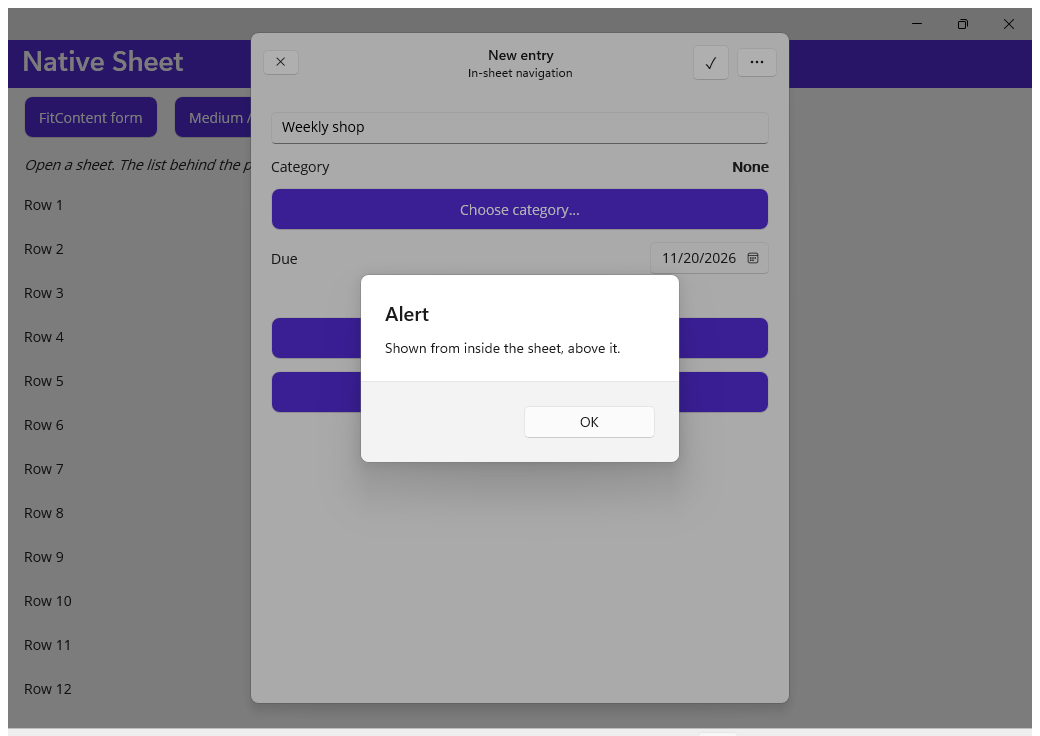 Native Sheet
New entry
In-sheet navigation
FitContent form
Medium /
Open a sheet. The list behind the p
Weekly shop
Category
None
Choose category...
Due
11/20/2026
Alert
Shown from inside the sheet, above it.
OK
Row 1
Row 2
Row 3
Row 4
Row 5
Row 6
Row 7
Row 8
Row 9
Row 10
Row 11
Row 12